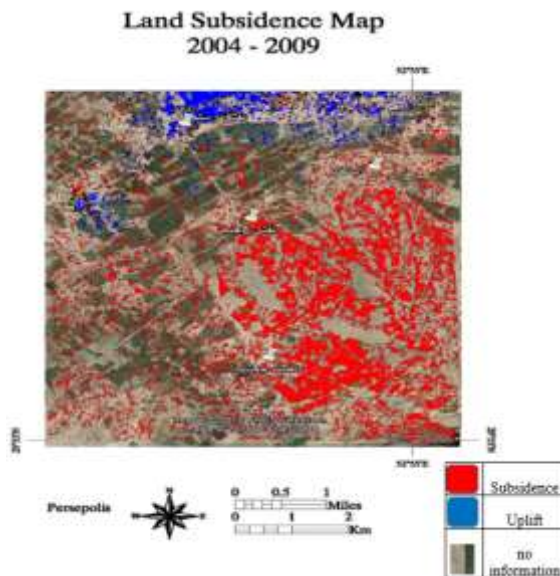 Land Subsidence Map
2004 - 2009
Persepolis
N
0 0.5 1
Miles
0 1 2
Km
Subsidence
Uplift
no
information